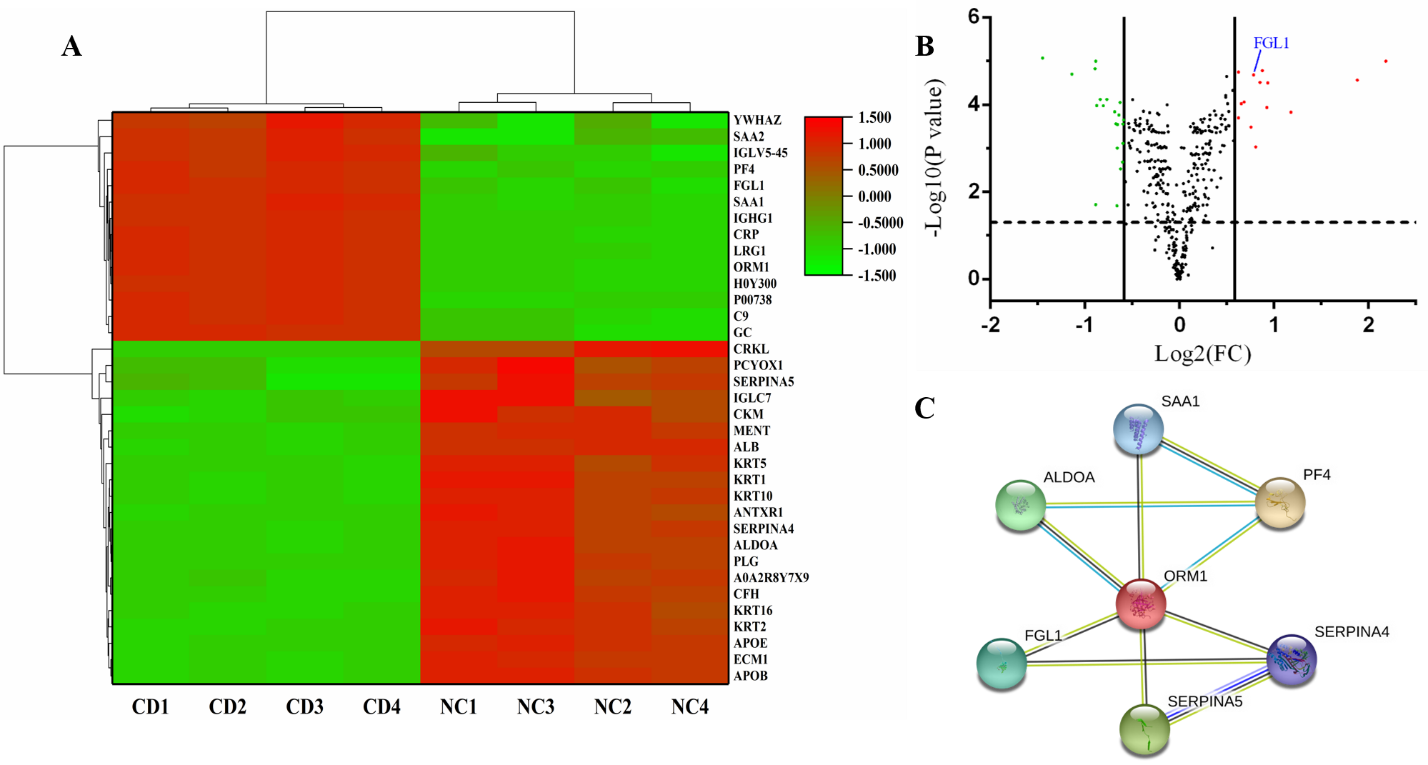 A
YWHAZ
SAA2
IGLV5-45
PF4
FGL1
SAA1
IGHG1
CRP
LRG1
ORM1
H0Y300
P00738
C9
GC
CRKL
PCYOX1
SERPINA5
IGLC7
CKM
MENT
ALB
KRT5
KRT1
KRT10
ANTXR1
SERPINA4
ALDOA
PLG
A0A2R8Y7X9
CFH
KRT16
KRT2
APOE
ECM1
APOB
CD1 CD2 CD3 CD4 NC1 NC3 NC2 NC4
1.500
1.000
0.5000
0.000
-0.5000
-1.000
-1.500
B
6
4
2
0
-Log10(P value)
FGL1
-2 -1 0 1 2
Log2(FC)
C
SAA1
ALDOA
PF4
ORM1
FGL1
SERPINA4
SERPINA5